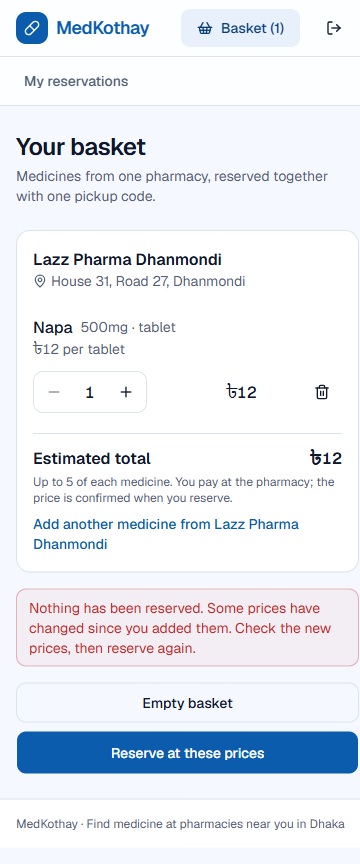 MedKothay
Basket (1)
My reservations
Your basket
Medicines from one pharmacy, reserved together
with one pickup code.
Lazz Pharma Dhanmondi
House 31, Road 27, Dhanmondi
Napa 500mg · tablet
৳12 per tablet
1
৳12
Estimated total ৳12
Up to 5 of each medicine. You pay at the pharmacy; the
price is confirmed when you reserve.
Add another medicine from Lazz Pharma
Dhanmondi
Nothing has been reserved. Some prices have
changed since you added them. Check the new
prices, then reserve again.
Empty basket
Reserve at these prices
MedKothay · Find medicine at pharmacies near you in Dhaka